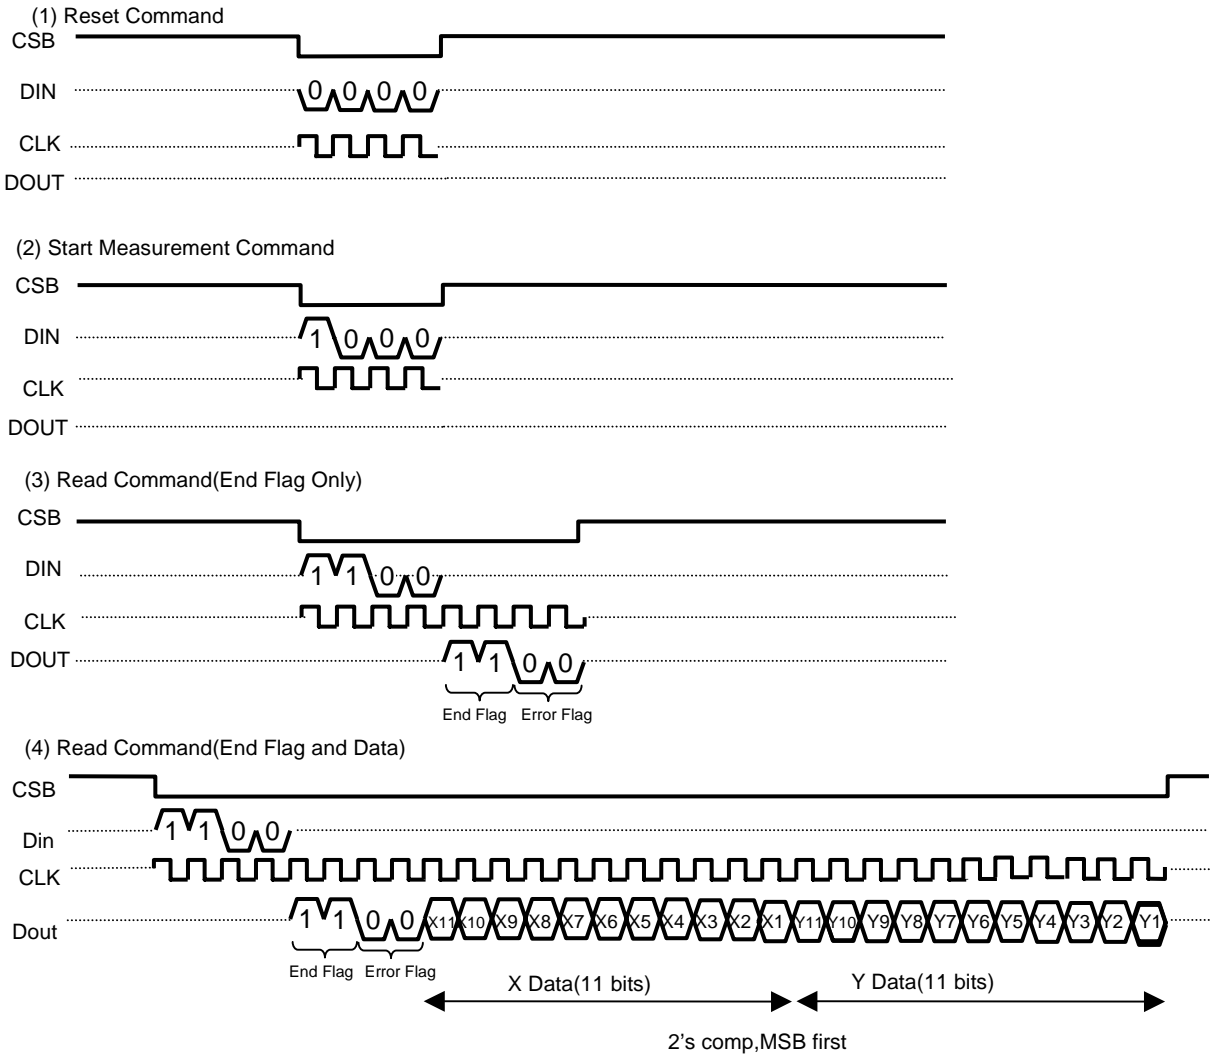 (1) Reset Command
CSB
DIN 0 0 0 0
CLK
DOUT
(2) Start Measurement Command
CSB
DIN 1 0 0 0
CLK
DOUT
(3) Read Command(End Flag Only)
CSB
DIN 1 1 0 0
CLK
DOUT 1 1 0 0
End Flag Error Flag
(4) Read Command(End Flag and Data)
CSB
Din 1 1 0 0
CLK
Dout 1 1 0 0 X11 X10 X9 X8 X7 X6 X5 X4 X3 X2 X1 Y11 Y10 Y9 Y8 Y7 Y6 Y5 Y4 Y3 Y2 Y1
End Flag Error Flag
X Data(11 bits) Y Data(11 bits)
2's comp,MSB first